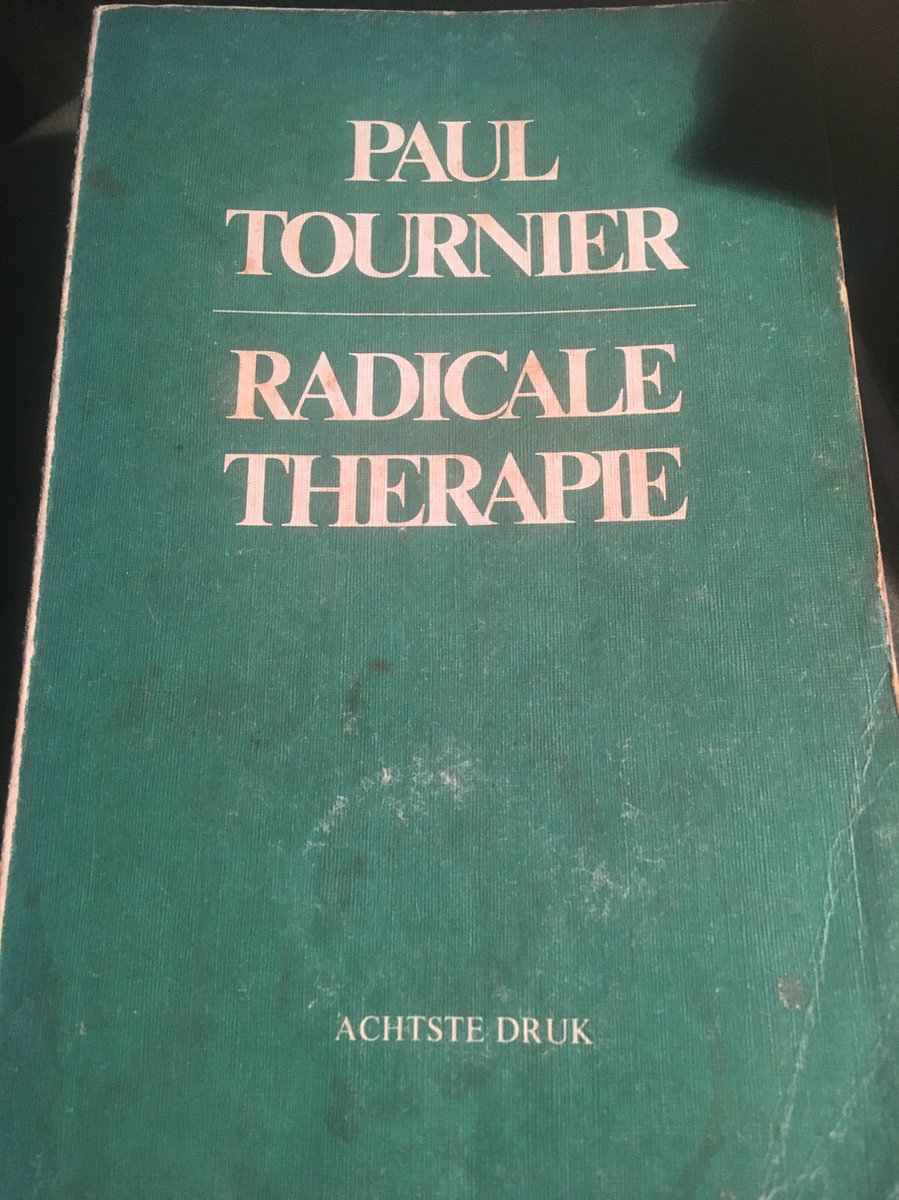 PAUL
TOURNIER
RADICALE
THERAPIE
ACHTSTE DRUK